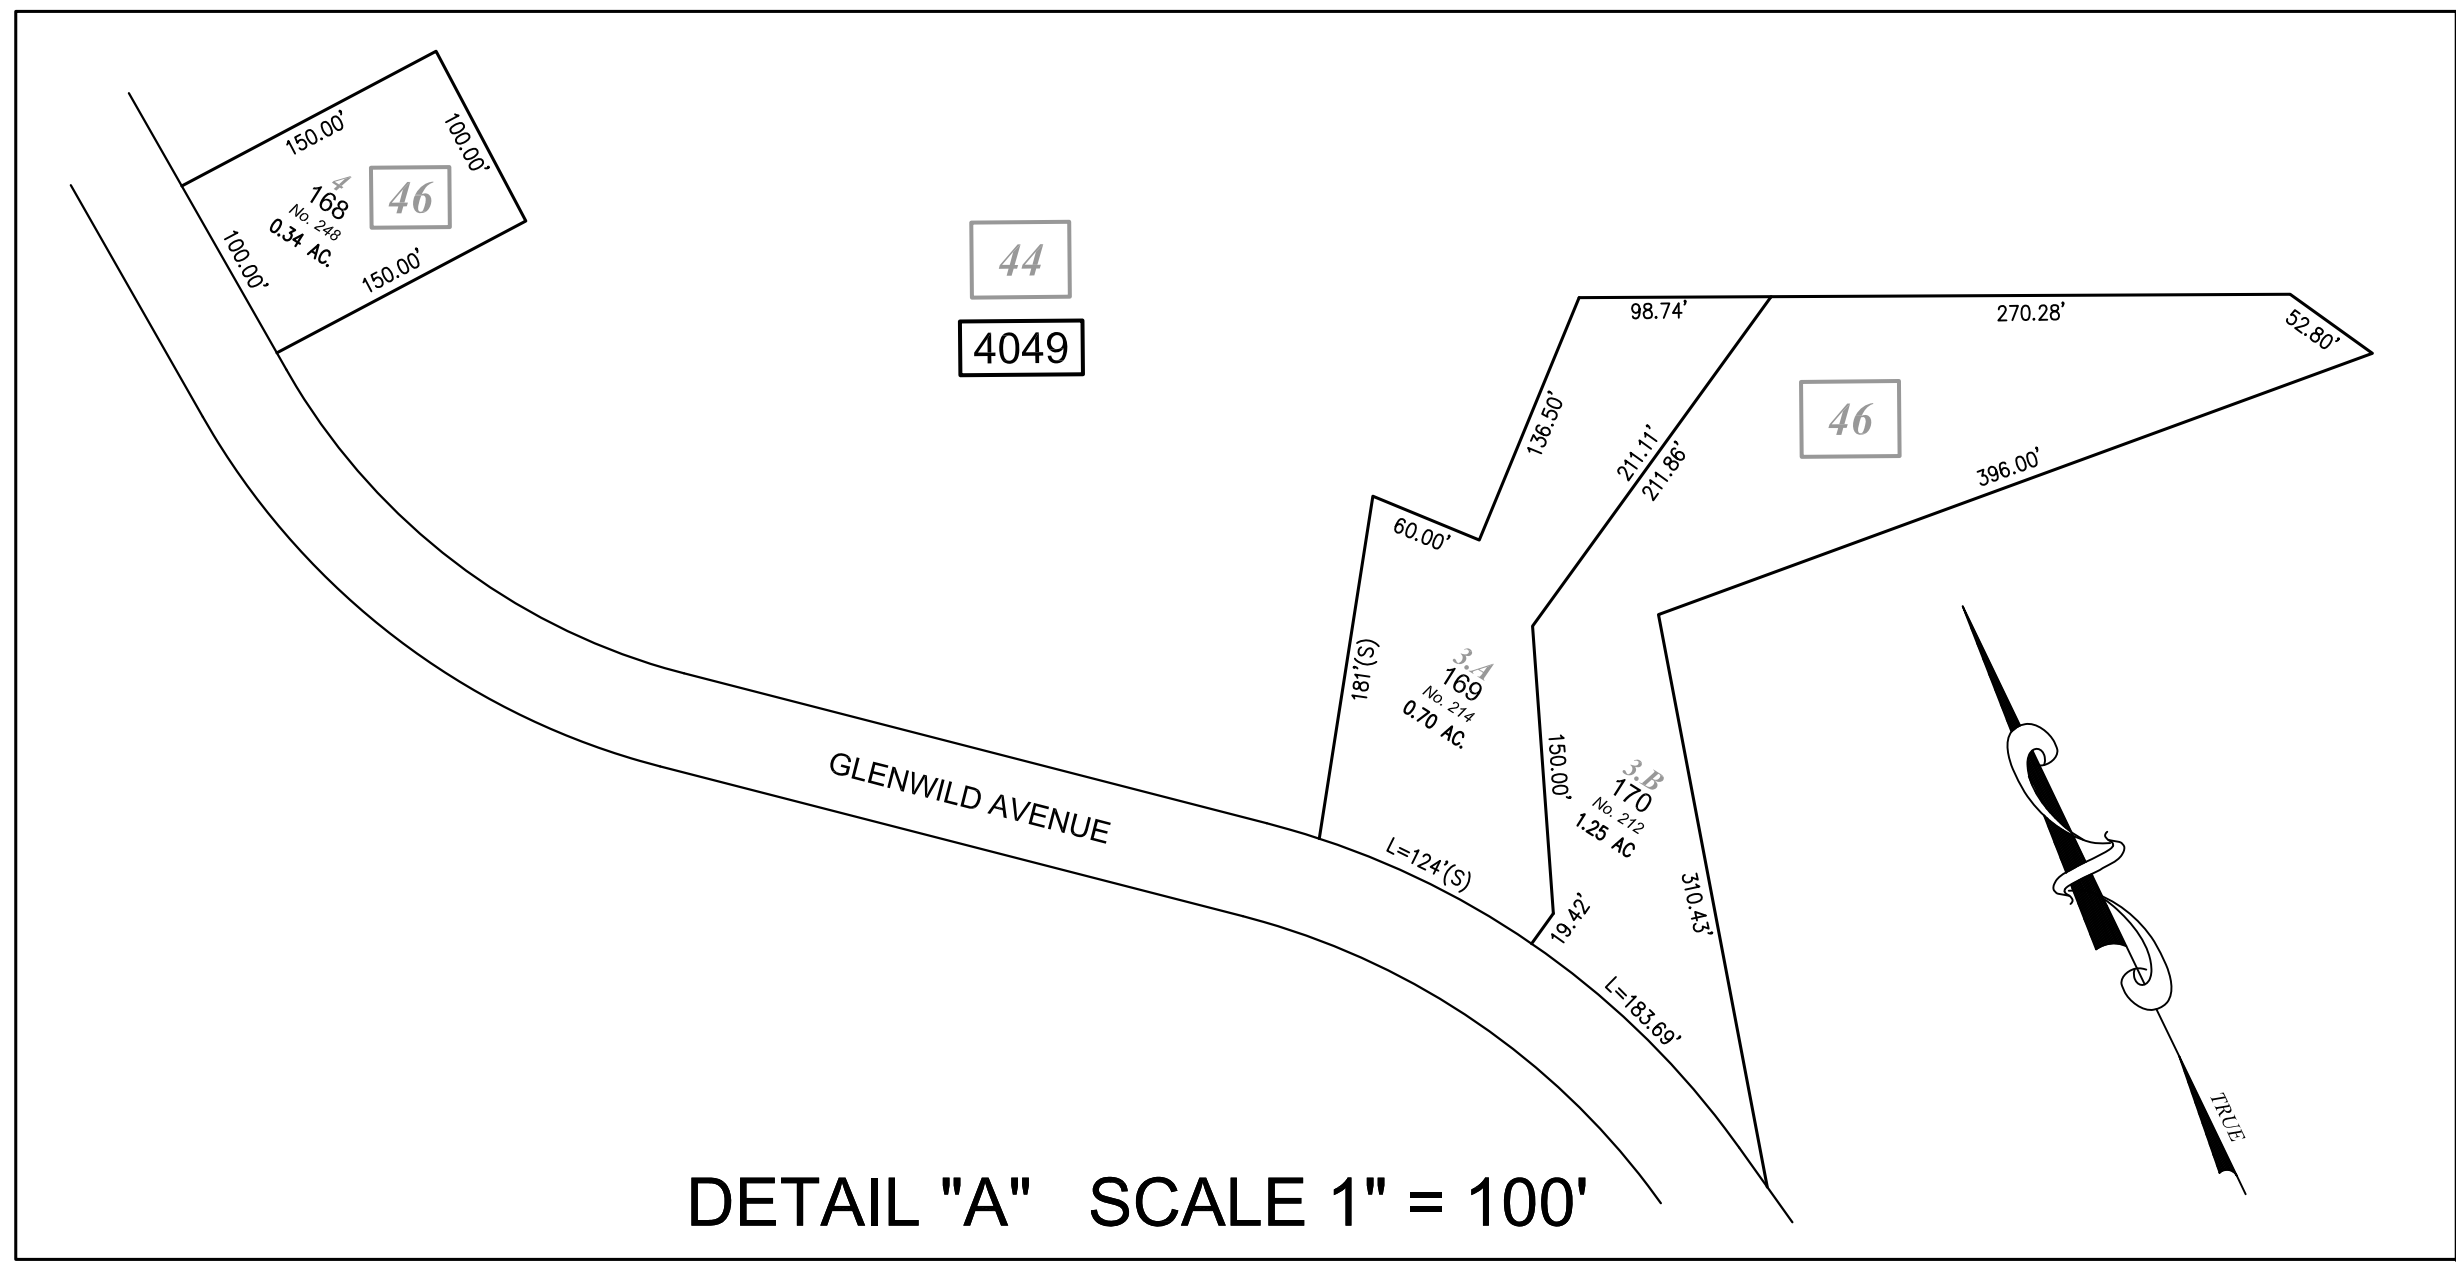 150.00'
100.00'
4
168
No. 248
0.34 AC.
46
100.00'
150.00'
44
4049
98.74'
270.28'
52.80'
136.50'
211.11'
211.86'
46
396.00'
60.00'
181'(S)
3.A
169
No. 214
0.70 AC.
150.00'
3.B
170
No. 212
1.25 AC
GLENWILD AVENUE
L=124'(S)
19.42'
310.43'
L=183.69'
TRUE
DETAIL "A" SCALE 1" = 100'